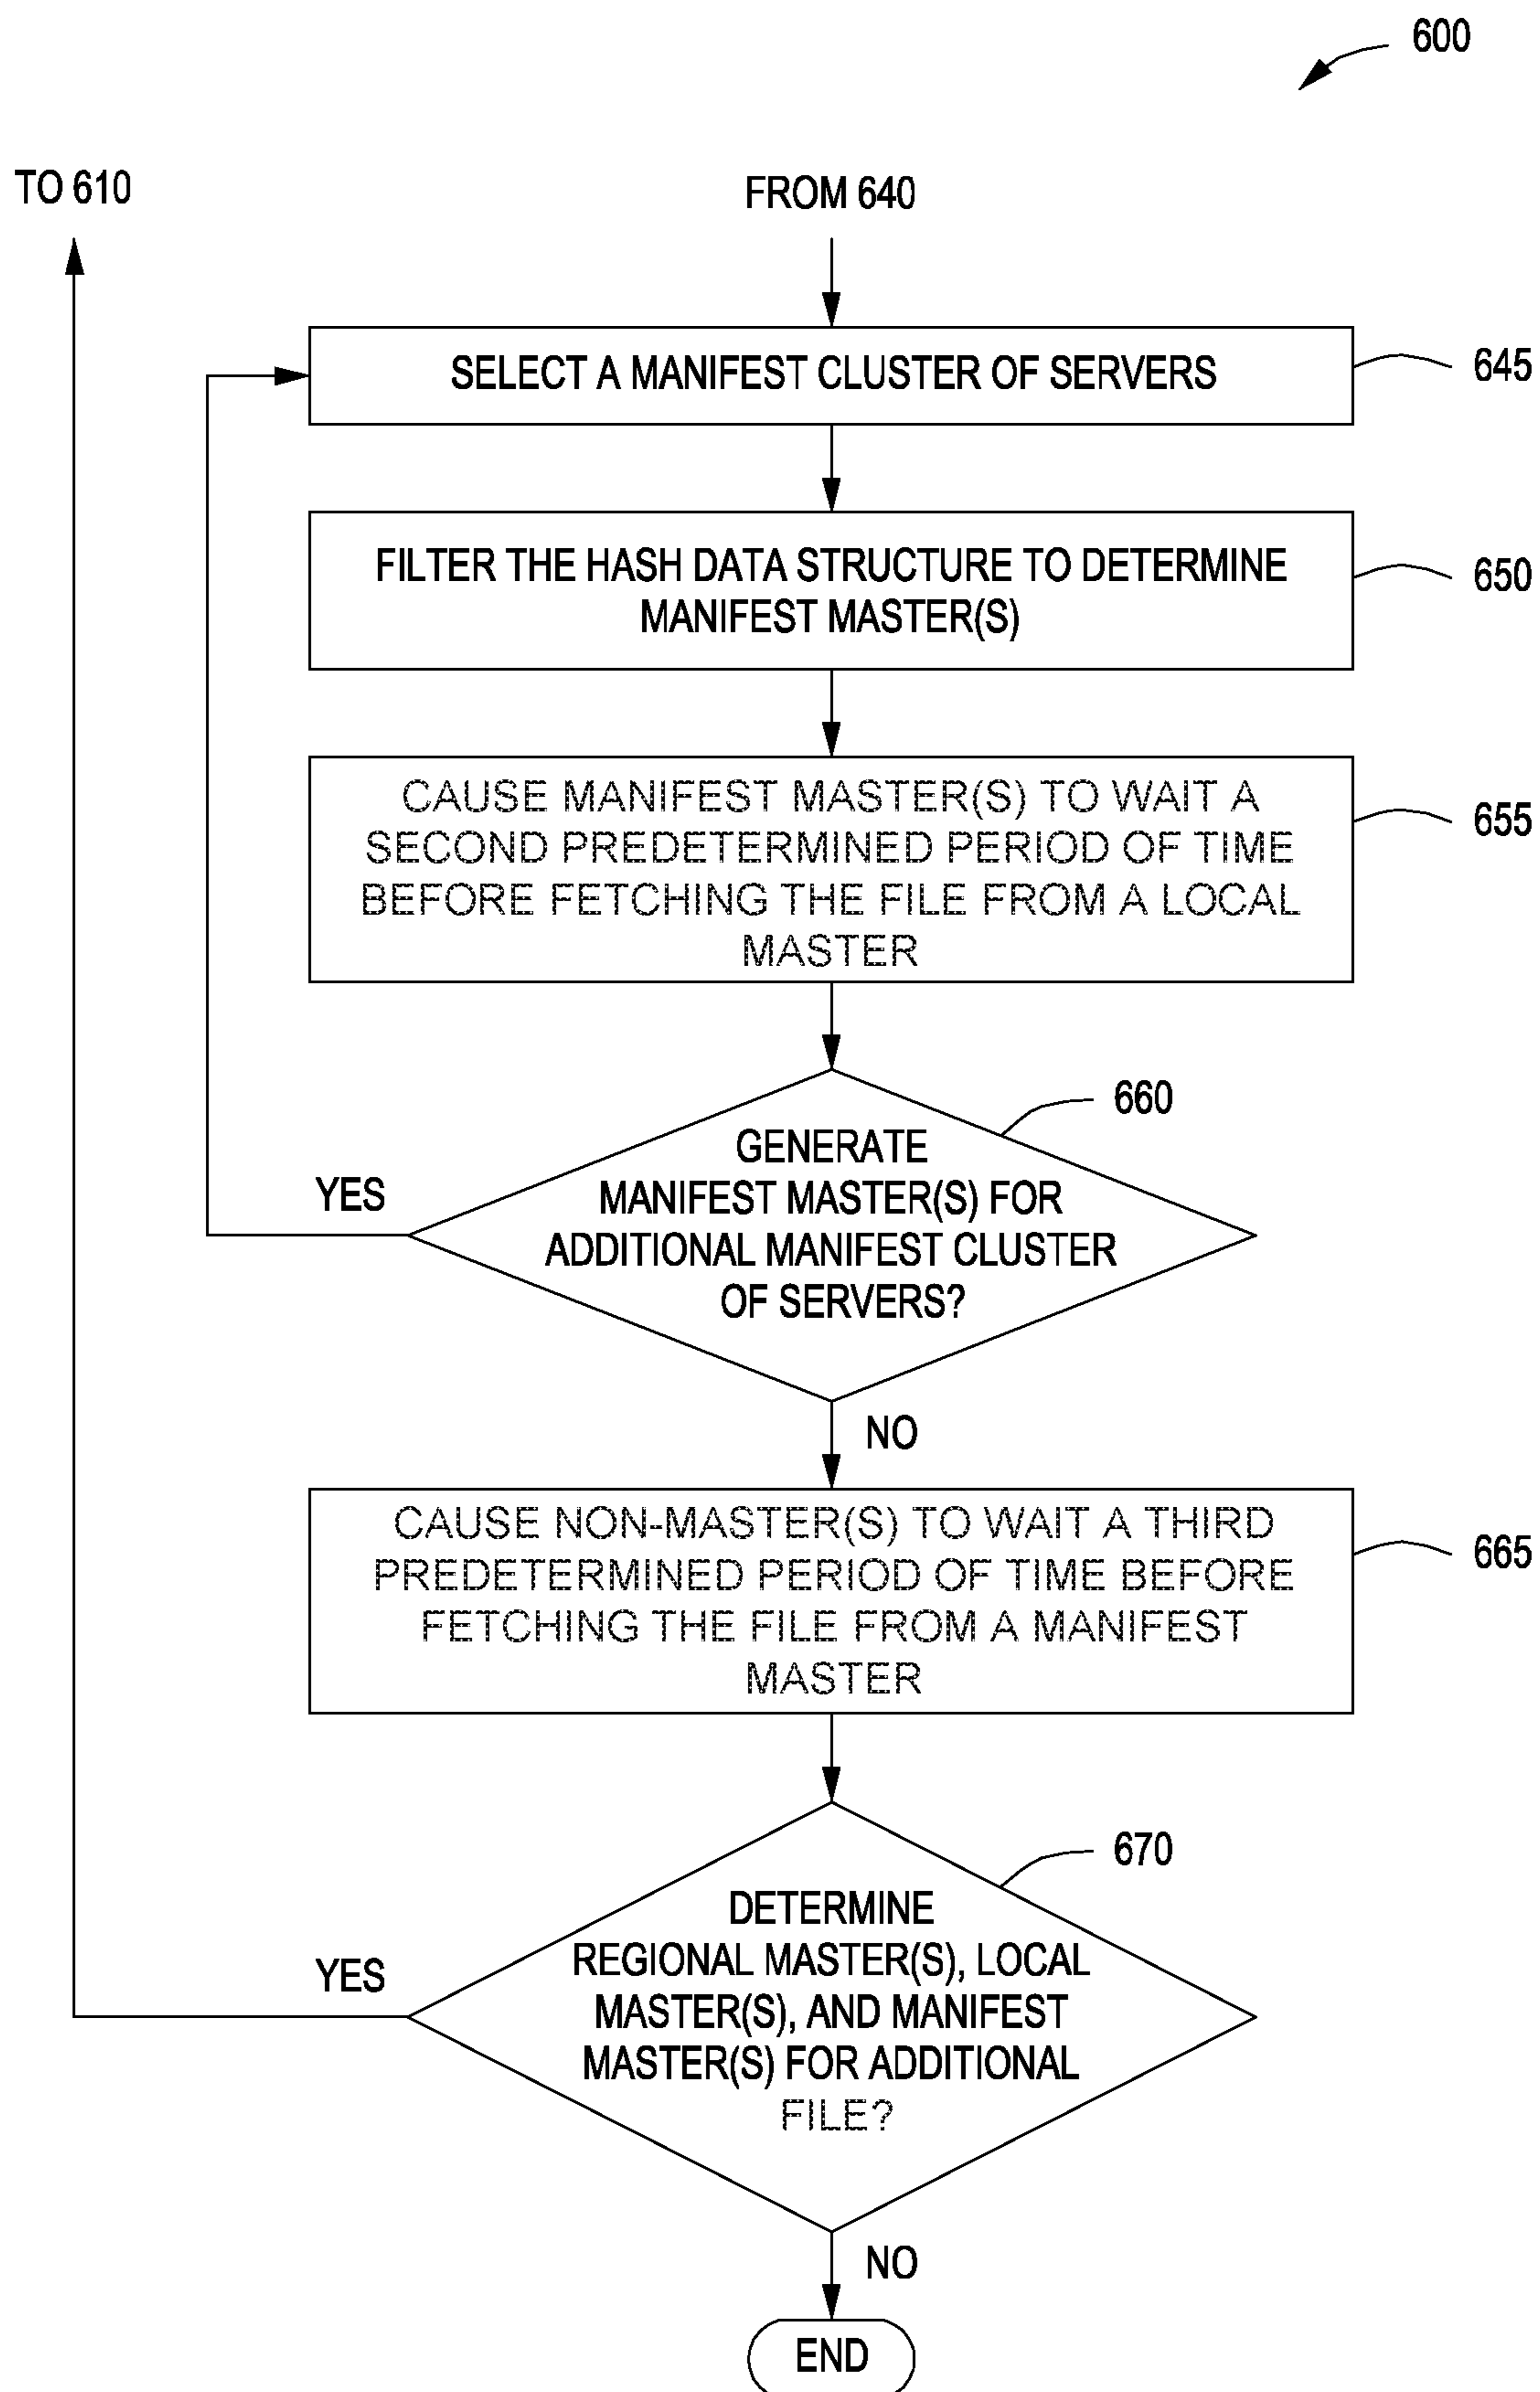 600
TO 610
FROM 640
SELECT A MANIFEST CLUSTER OF SERVERS
645
FILTER THE HASH DATA STRUCTURE TO DETERMINE
MANIFEST MASTER(S)
650
CAUSE MANIFEST MASTER(S) TO WAIT A
SECOND PREDETERMINED PERIOD OF TIME
BEFORE FETCHING THE FILE FROM A LOCAL
MASTER
655
660
GENERATE
MANIFEST MASTER(S) FOR
ADDITIONAL MANIFEST CLUSTER
OF SERVERS?
YES
NO
CAUSE NON-MASTER(S) TO WAIT A THIRD
PREDETERMINED PERIOD OF TIME BEFORE
FETCHING THE FILE FROM A MANIFEST
MASTER
665
670
DETERMINE
REGIONAL MASTER(S), LOCAL
MASTER(S), AND MANIFEST
MASTER(S) FOR ADDITIONAL
FILE?
YES
NO
END